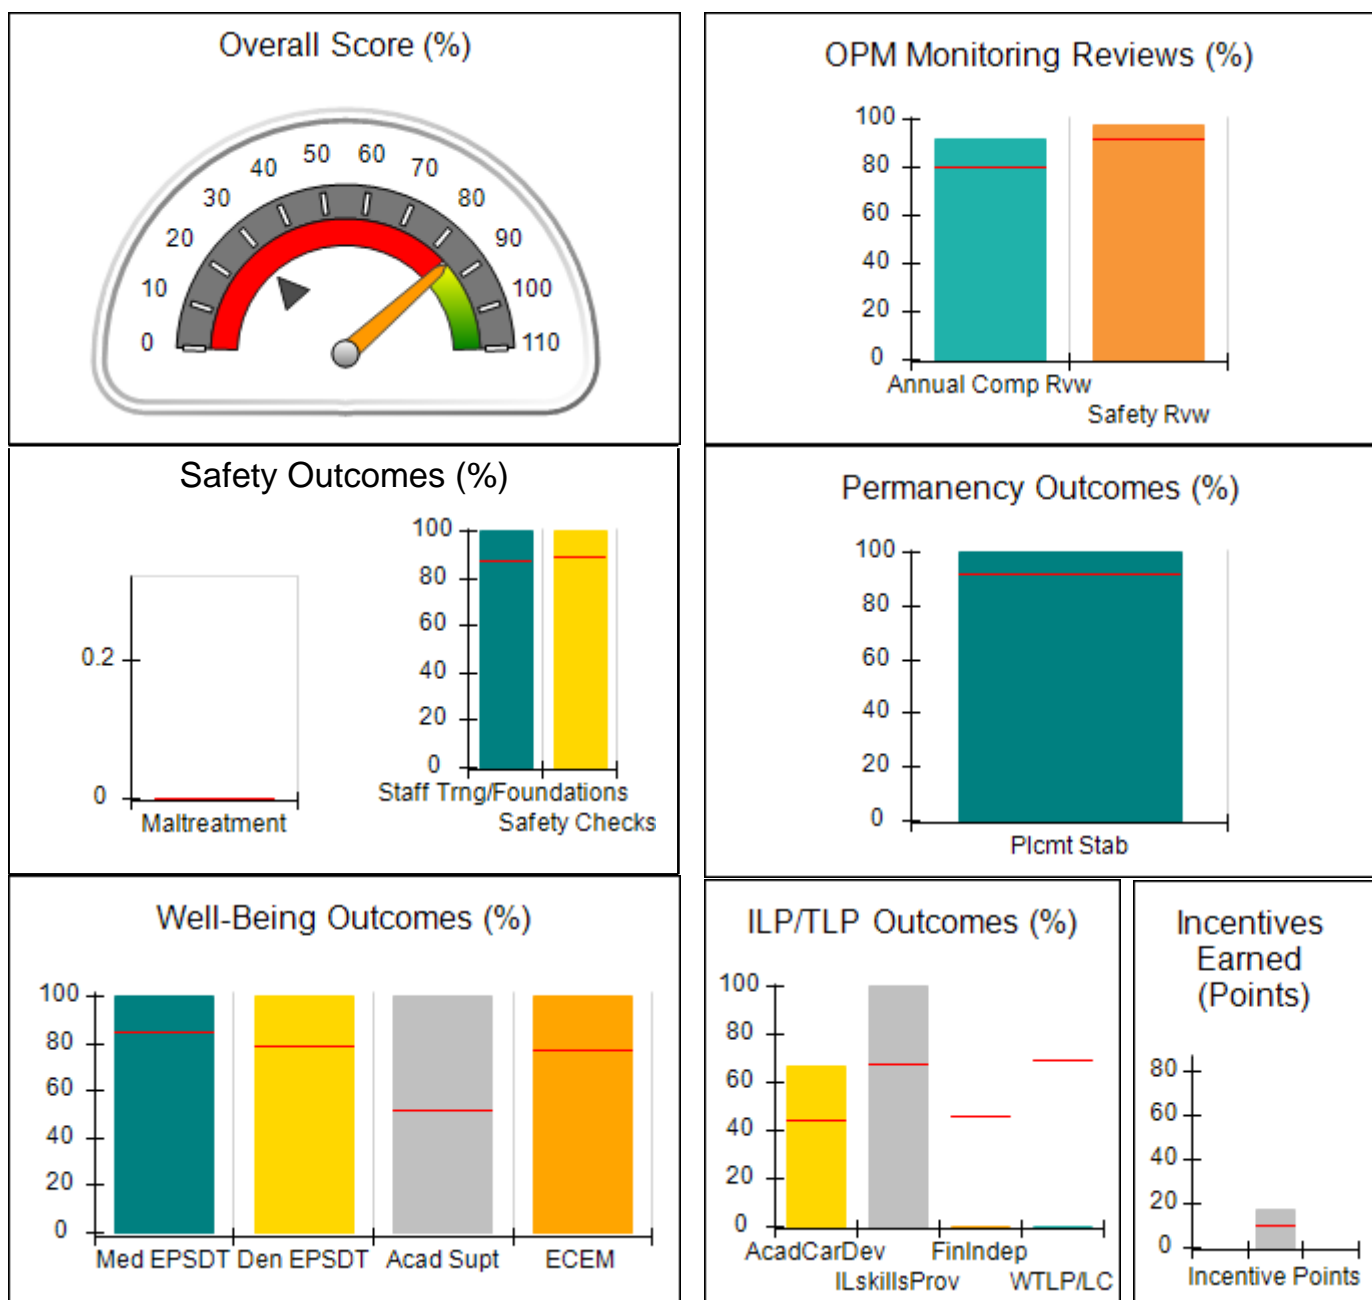 Overall Score (%)
0
10
20
30
40
50
60
70
80
90
100
110
OPM Monitoring Reviews (%)
100
80
60
40
20
0
Annual Comp Rvw
Safety Rvw
Safety Outcomes (%)
0.2
0
Maltreatment
100
80
60
40
20
0
Staff Trng/Foundations
Safety Checks
Permanency Outcomes (%)
100
80
60
40
20
0
Plcmt Stab
Well-Being Outcomes (%)
100
80
60
40
20
0
Med EPSDT Den EPSDT Acad Supt ECEM
ILP/TLP Outcomes (%)
100
80
60
40
20
0
AcadCarDev FinIndep
ILskillsProv WTLP/LC
Incentives
Earned
(Points)
80
60
40
20
0
Incentive Points